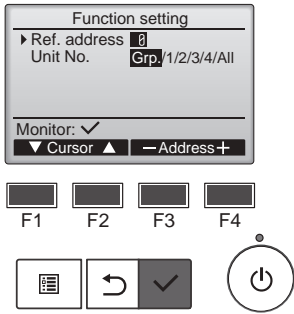 Function setting
Ref. address 0
Unit No. Grp./1/2/3/4/All
Monitor: ✓
▼ Cursor ▲ −Address+
F1 F2 F3 F4